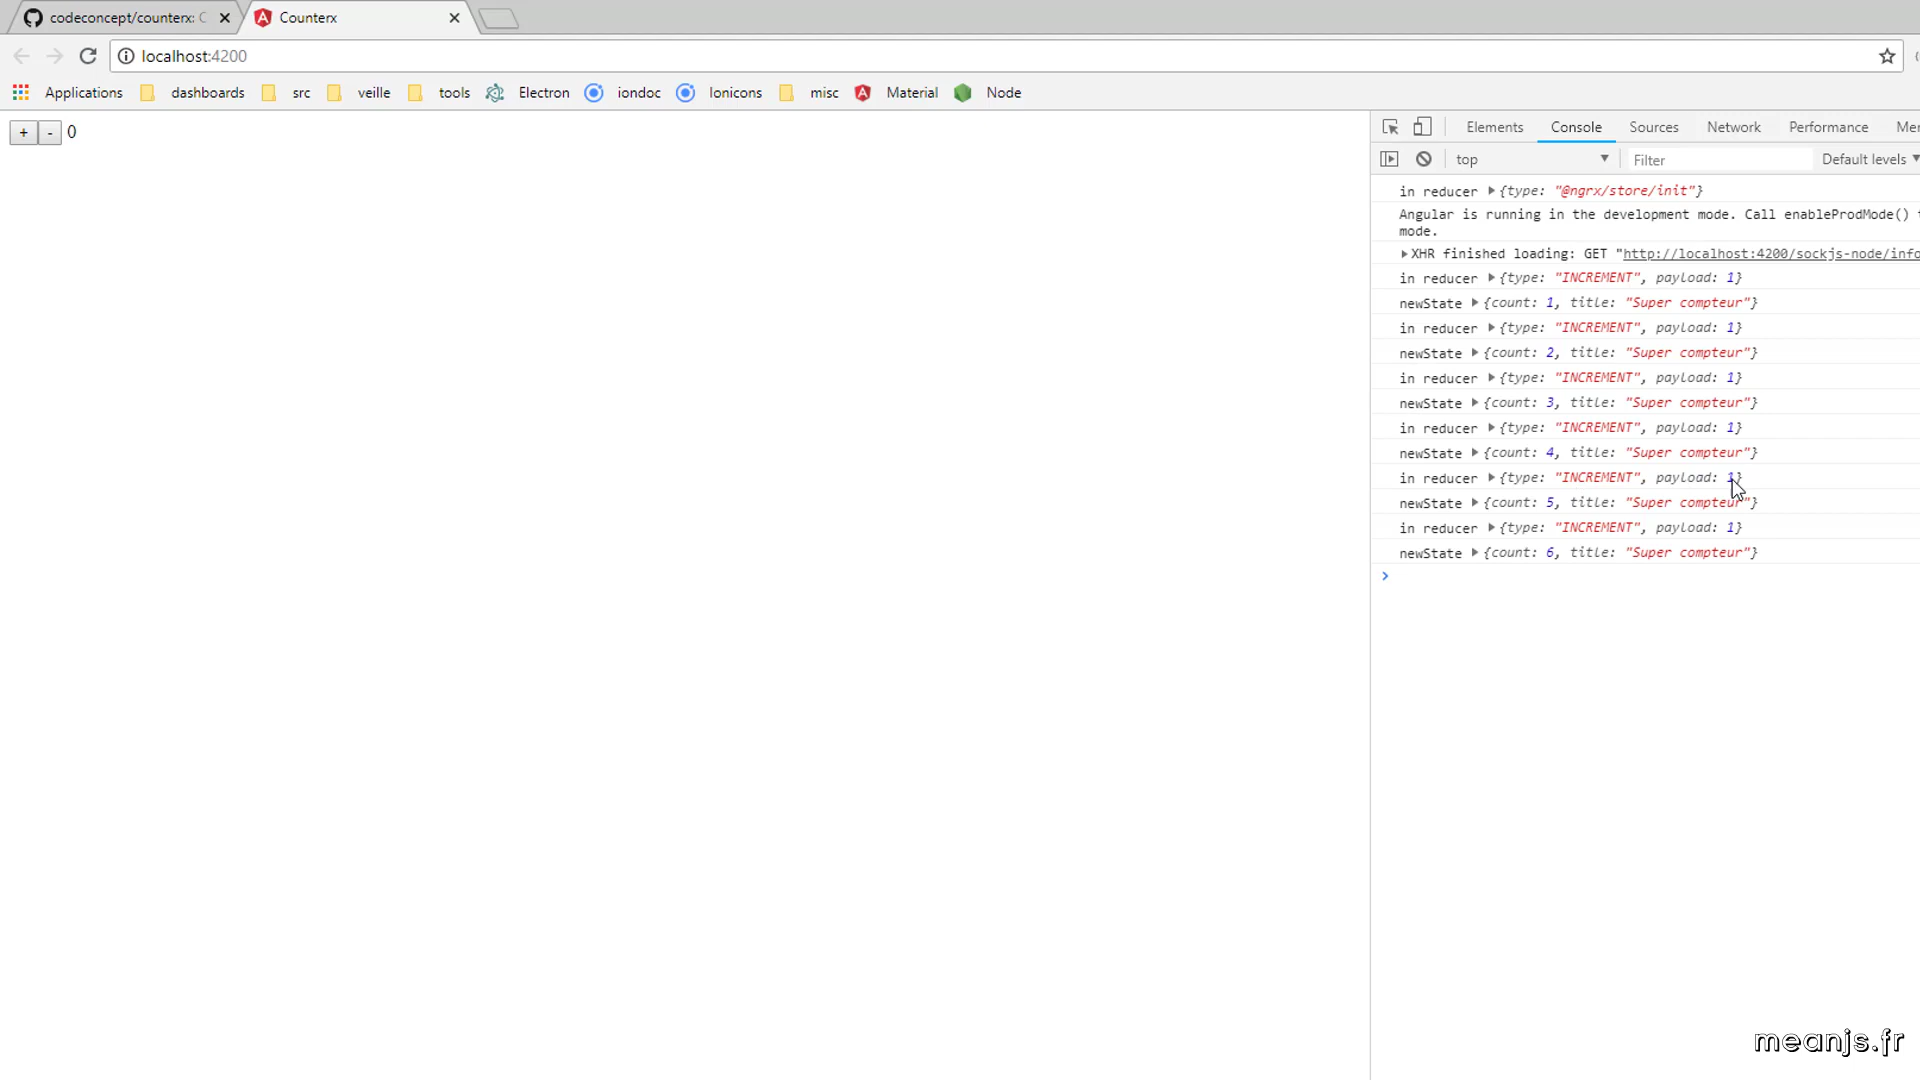 codeconcept/counterx: C
Counterx
localhost:4200
Applications dashboards src veille tools Electron iondoc Ionicons misc Material Node
+ - 0
Elements Console Sources Network Performance
top Filter Default levels
in reducer {type: "@ngrx/store/init"}
Angular is running in the development mode. Call enableProdMode()
mode.
XHR finished loading: GET "http://localhost:4200/sockjs-node/info
in reducer {type: "INCREMENT", payload: 1}
newState {count: 1, title: "Super compteur"}
in reducer {type: "INCREMENT", payload: 1}
newState {count: 2, title: "Super compteur"}
in reducer {type: "INCREMENT", payload: 1}
newState {count: 3, title: "Super compteur"}
in reducer {type: "INCREMENT", payload: 1}
newState {count: 4, title: "Super compteur"}
in reducer {type: "INCREMENT", payload: 1}
newState {count: 5, title: "Super compteur"}
in reducer {type: "INCREMENT", payload: 1}
newState {count: 6, title: "Super compteur"}
meanjs.fr